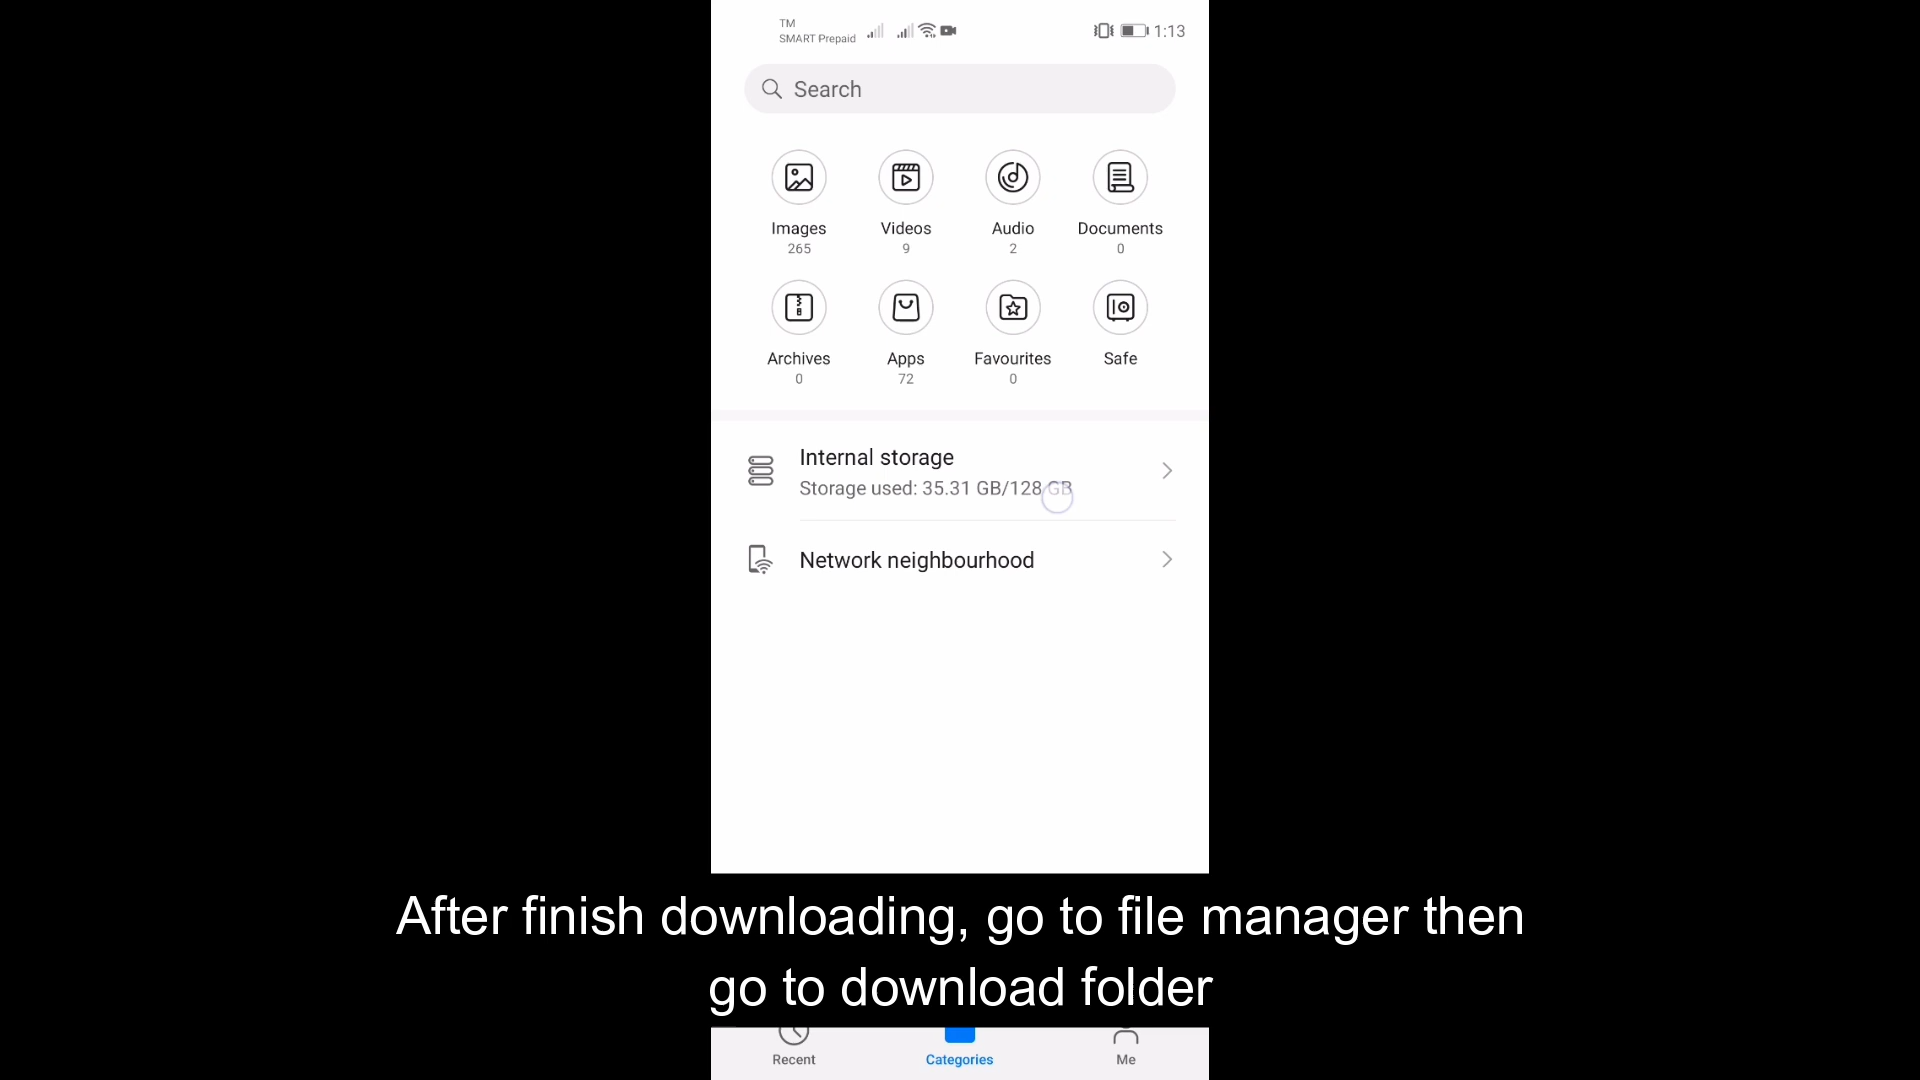 TM
SMART Prepaid
1:13
Search
Images
Videos
Audio
Documents
265
9
2
0
Archives
Apps
Favourites
Safe
0
72
0
Internal storage
Storage used: 35.31 GB/128 GB
Network neighbourhood
After finish downloading, go to file manager then
go to download folder
Recent
Categories
Me